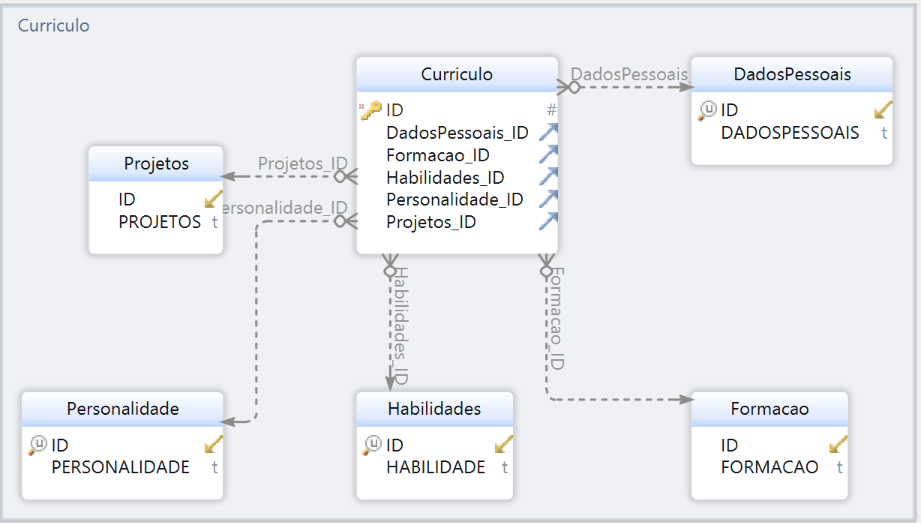 Curriculo
Curriculo
ID #
DadosPessoais_ID
Formacao_ID
Habilidades_ID
Personalidade_ID
Projetos_ID
DadosPessoais_
DadosPessoais
ID
DADOSPESSOAIS t
Projetos_ID
Projetos
ID
PROJETOS t
ersonalidade_ID
Habilidades_ID
Formacao_ID
Personalidade
ID
PERSONALIDADE t
Habilidades
ID
HABILIDADE t
Formacao
ID
FORMACAO t